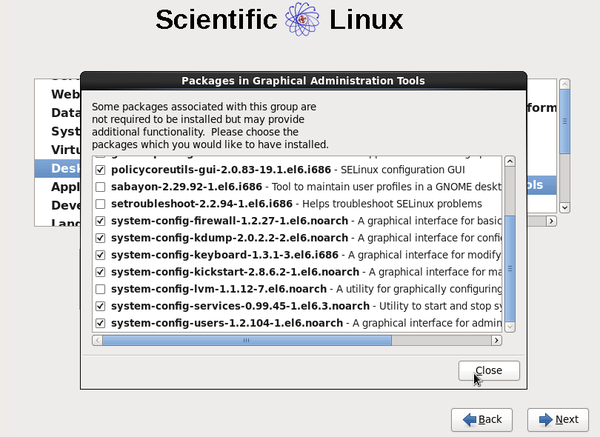 Scientific Linux
Packages in Graphical Administration Tools
Some packages associated with this group are
not required to be installed but may provide
additional functionality. Please choose the
packages which you would like to have installed.
policycoreutils-gui-2.0.83-19.1.el6.i686 - SELinux configuration GUI
sabayon-2.29.92-1.el6.i686 - Tool to maintain user profiles in a GNOME deskt
setroubleshoot-2.2.94-1.el6.i686 - Helps troubleshoot SELinux problems
system-config-firewall-1.2.27-1.el6.noarch - A graphical interface for basic
system-config-kdump-2.0.2.2-2.el6.noarch - A graphical interface for confi
system-config-keyboard-1.3.1-3.el6.i686 - A graphical interface for modify
system-config-kickstart-2.8.6.2-1.el6.noarch - A graphical interface for ma
system-config-lvm-1.1.12-7.el6.noarch - A utility for graphically configuring
system-config-services-0.99.45-1.el6.3.noarch - Utility to start and stop sy
system-config-users-1.2.104-1.el6.noarch - A graphical interface for admin
Close
Web
Data
Syst
Virtu
Desk
Appl
Deve
form
ols
Back
Next